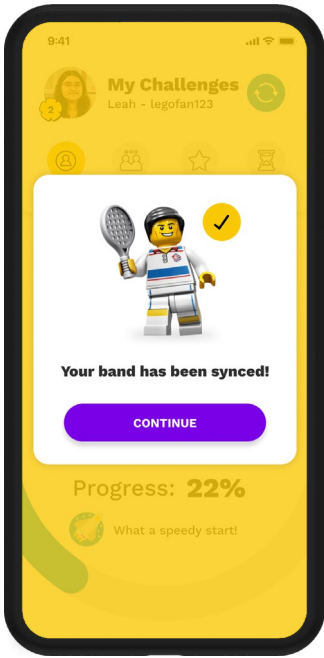 9:41
My Challenges
Leah - legofan123
2
Your band has been synced!
CONTINUE
Progress: 22%
What a speedy start!